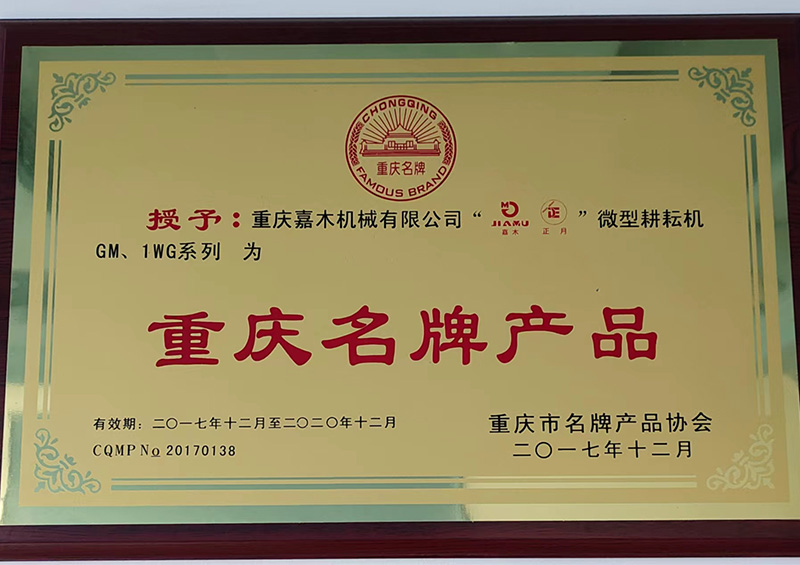 CHONGQING
重庆名牌
FAMOUS BRAND
授予：重庆嘉木机械有限公司“JIAMU 嘉木 正 正月”微型耕耘机
GM、1WG系列 为
重庆名牌产品
有效期：二〇一七年十二月至二〇二〇年十二月
重庆市名牌产品协会
CQMP No 20170138
二〇一七年十二月